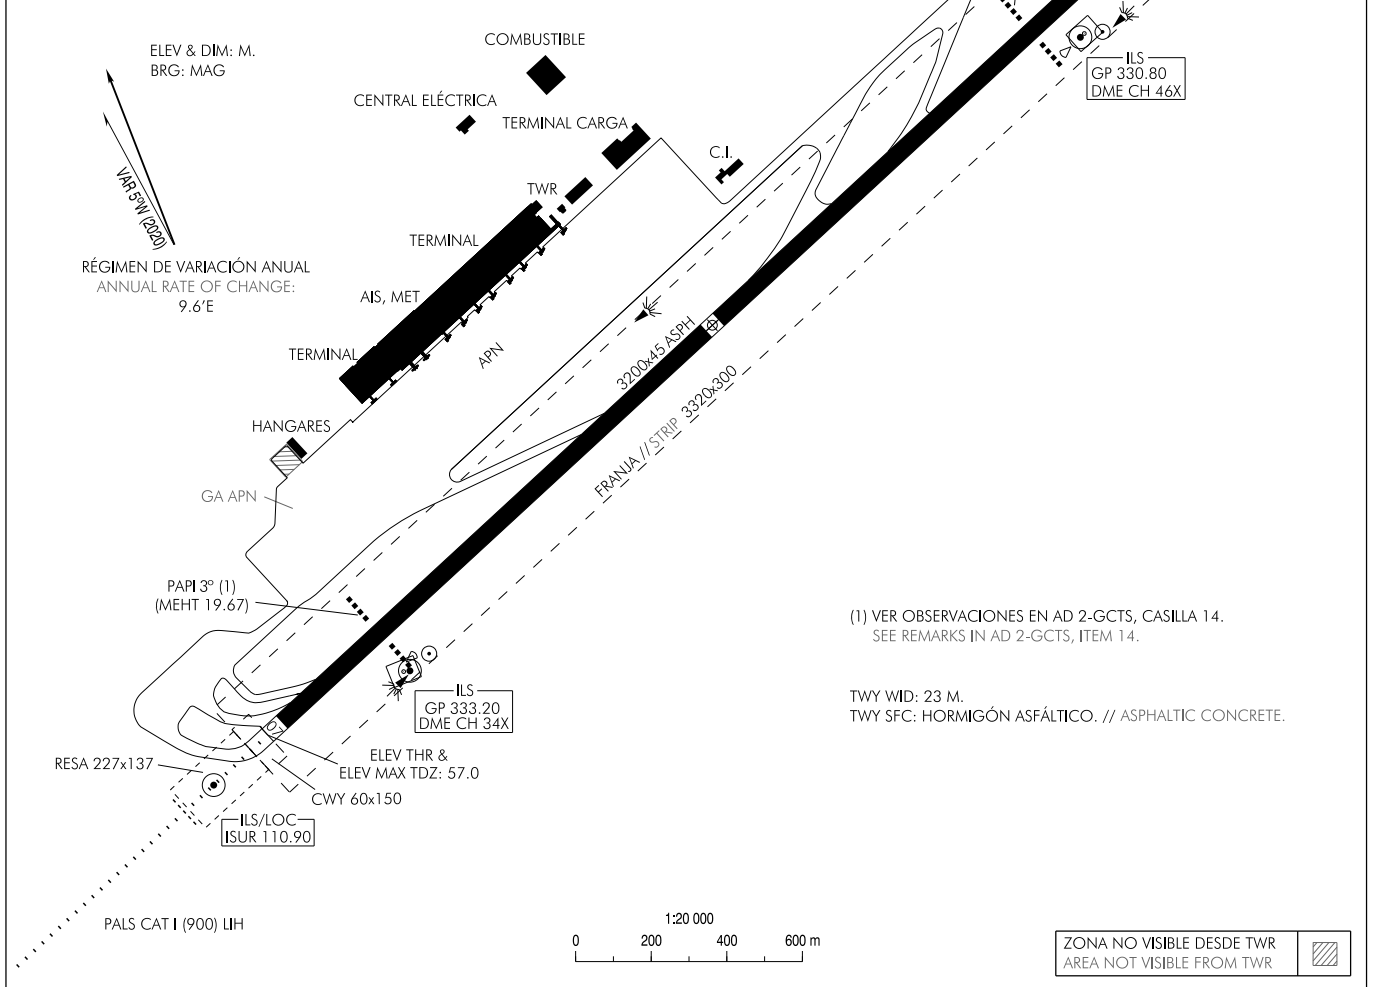 ELEV & DIM: M.
BRG: MAG
VAR 5ºW (2020)
RÉGIMEN DE VARIACIÓN ANUAL
ANNUAL RATE OF CHANGE:
9.6'E
COMBUSTIBLE
CENTRAL ELÉCTRICA
TERMINAL CARGA
C.I.
TWR
TERMINAL
AIS, MET
TERMINAL
APN
HANGARES
GA APN
ILS
GP 330.80
DME CH 46X
3200x45 ASPH
FRANJA // STRIP 3320x300
PAPI 3º (1)
(MEHT 19.67)
ILS
GP 333.20
DME CH 34X
07
RESA 227x137
ELEV THR &
ELEV MAX TDZ: 57.0
CWY 60x150
ILS/LOC
ISUR 110.90
PALS CAT I (900) LIH
(1) VER OBSERVACIONES EN AD 2-GCTS, CASILLA 14.
SEE REMARKS IN AD 2-GCTS, ITEM 14.
TWY WID: 23 M.
TWY SFC: HORMIGÓN ASFÁLTICO. // ASPHALTIC CONCRETE.
1:20 000
0 200 400 600 m
ZONA NO VISIBLE DESDE TWR
AREA NOT VISIBLE FROM TWR